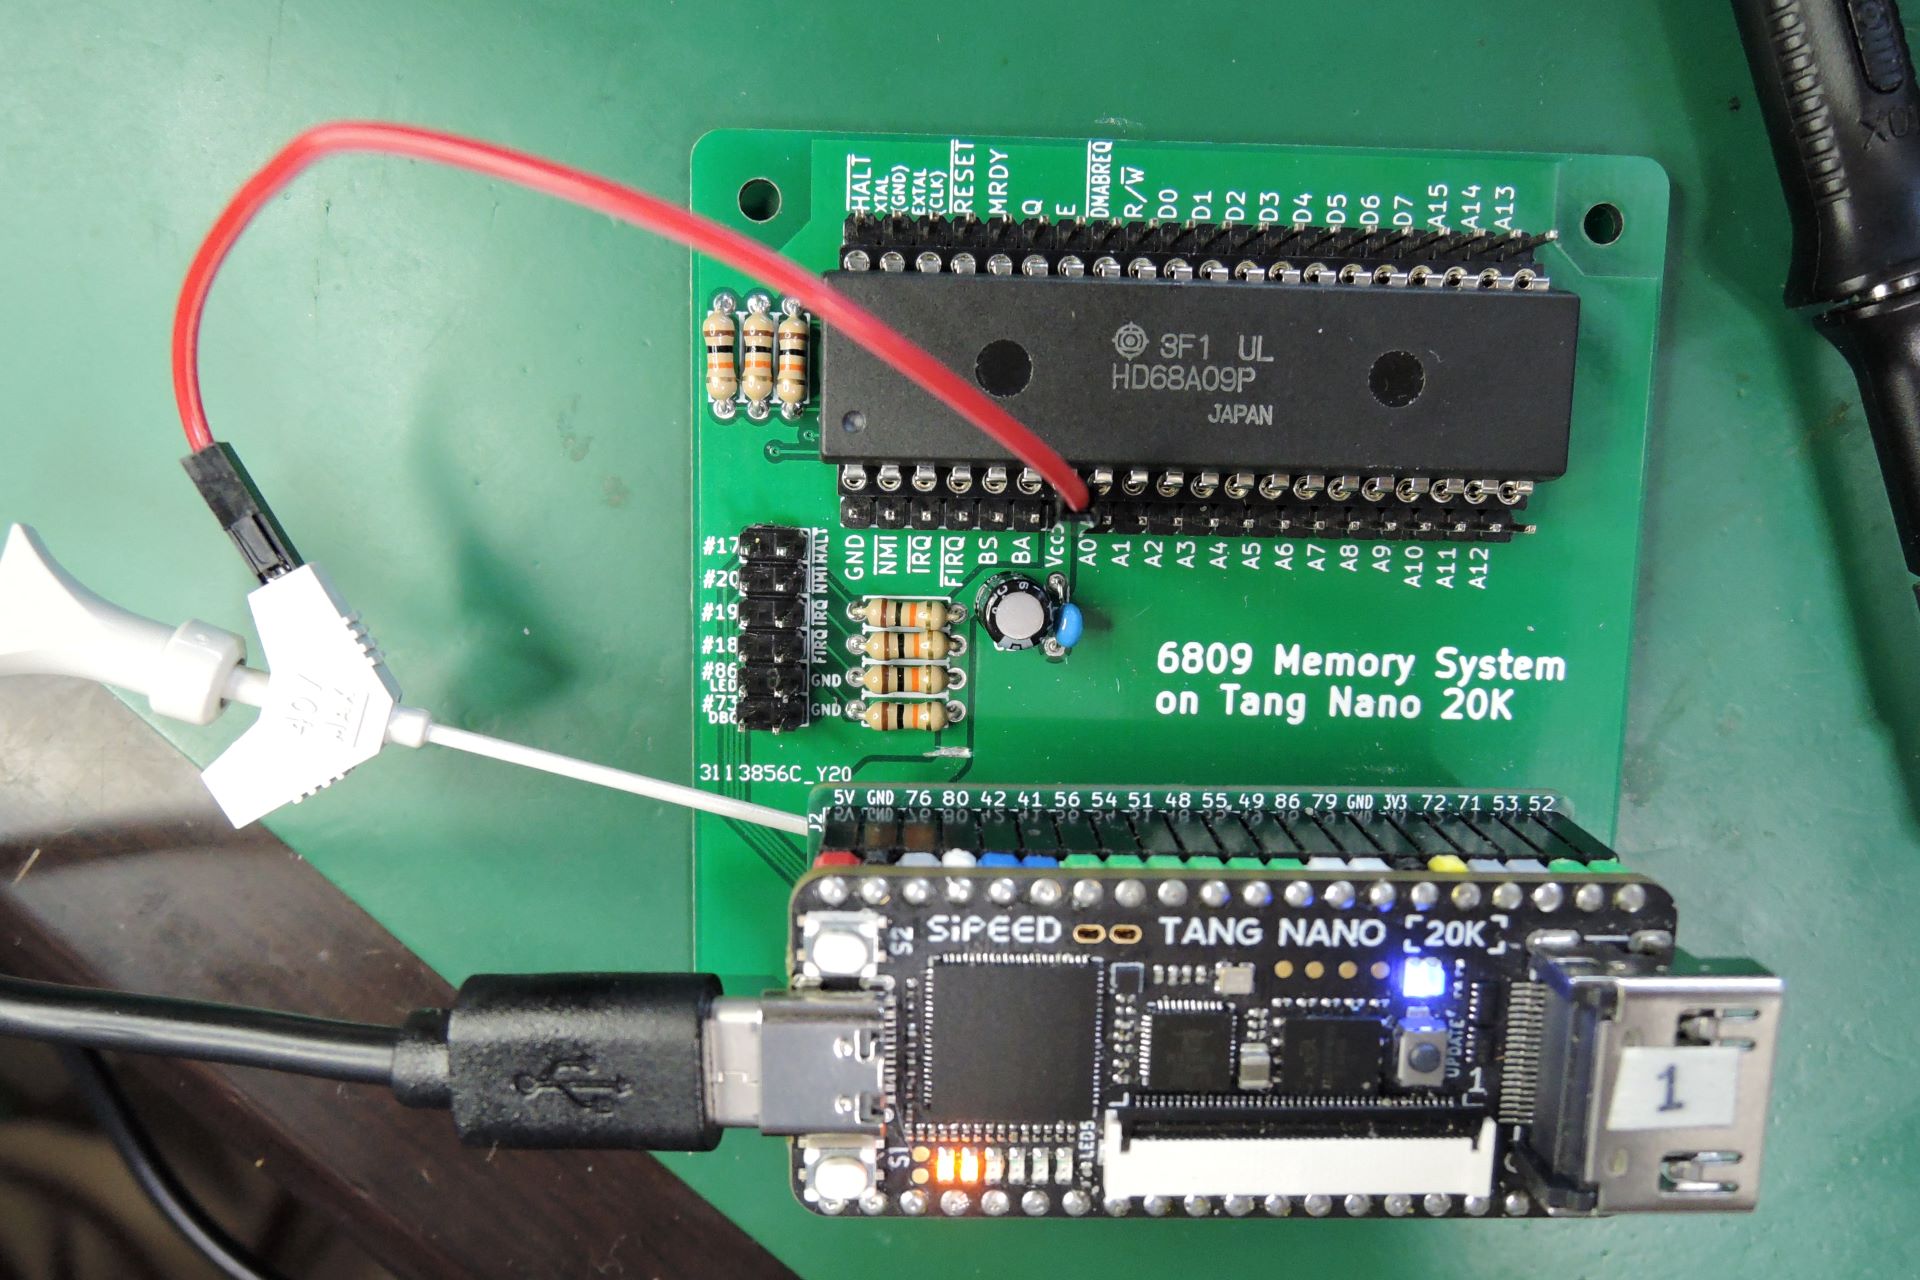 HALT
XTAL
(GND)
EXTAL
(CLK)
RESET
MRDY
Q
E
DMABREQ
R/W
D0
D1
D2
D3
D4
D5
D6
D7
A15
A14
A13
3F1 UL
HD68A09P
JAPAN
GND
NMI
IRQ
FIRQ
BS
BA
Vcc5
A0
A1
A2
A3
A4
A5
A6
A7
A8
A9
A10
A11
A12
#17
HALT
#20
NMI
#19
IRQ
#18
FIRQ
#86
LED
GND
#73
DBG
GND
6809 Memory System
on Tang Nano 20K
3113856C_Y20
40V
MAX
J2
5V GND 76 80 42 41 56 54 51 48 55 49 86 79 GND 3V3 72 71 53 52
SiPEED TANG NANO 20K
S2
UPDATE
1
S1
LED5
1